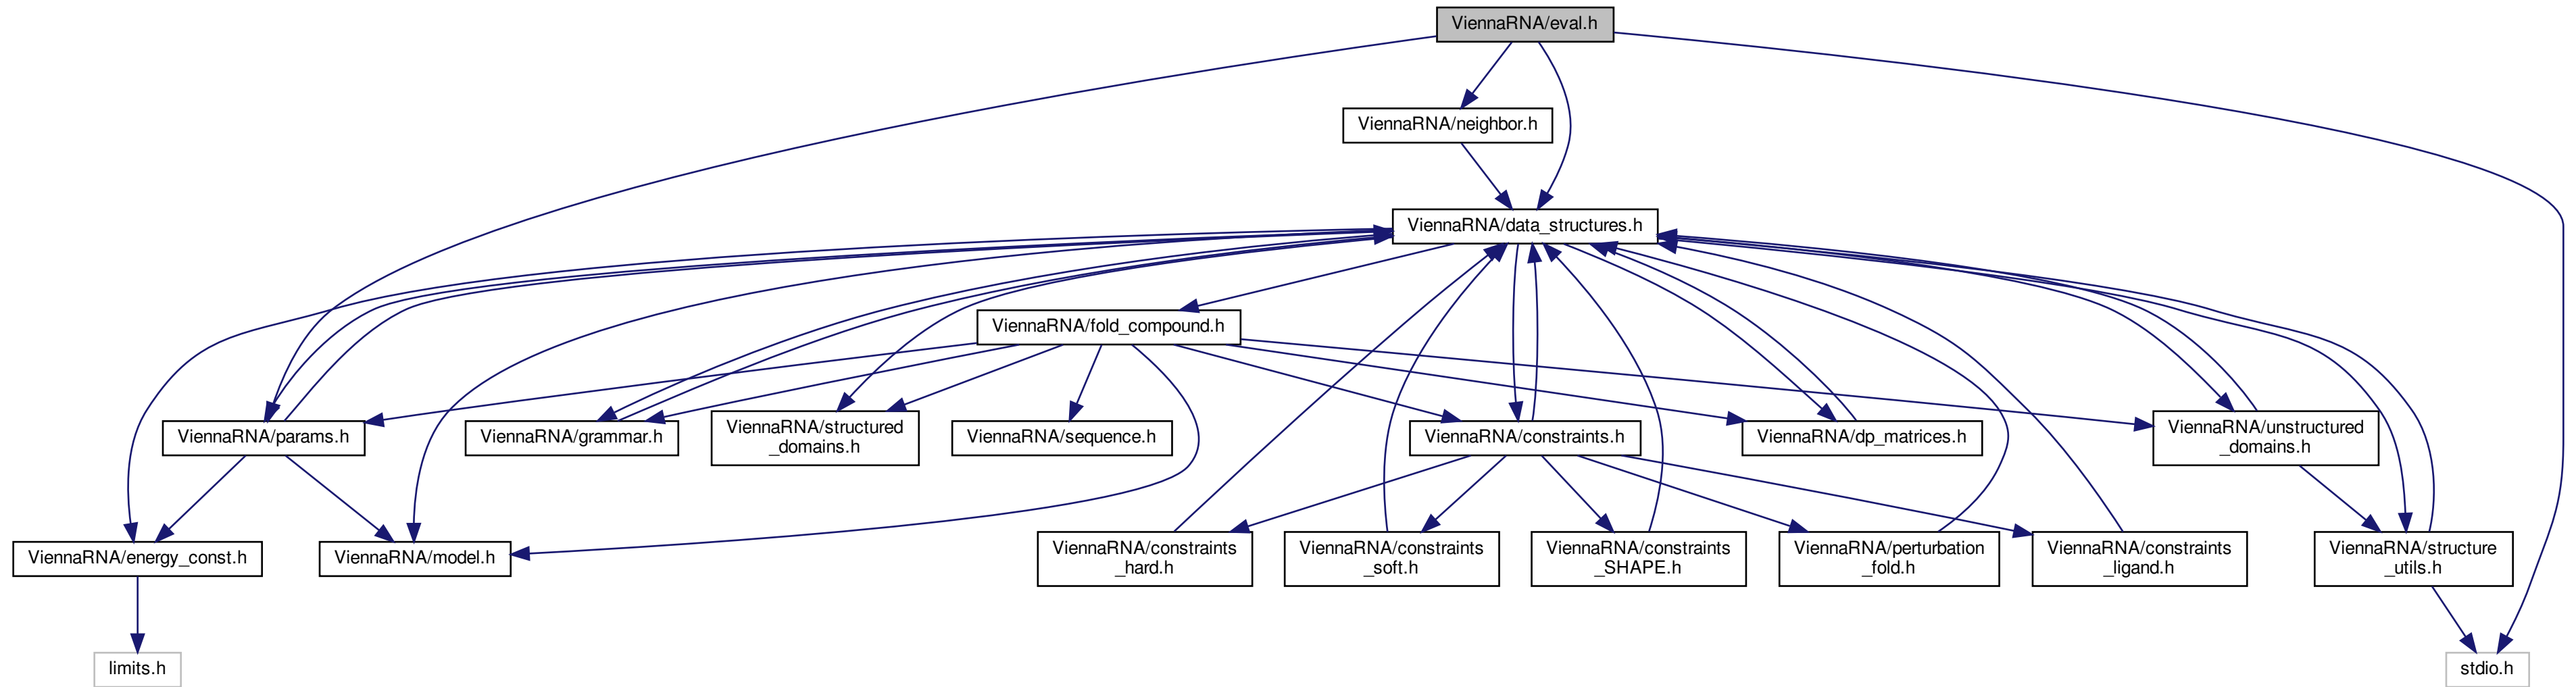 ViennaRNA/eval.h
ViennaRNA/neighbor.h
ViennaRNA/data_structures.h
ViennaRNA/fold_compound.h
ViennaRNA/params.h
ViennaRNA/grammar.h
ViennaRNA/structured
_domains.h
ViennaRNA/sequence.h
ViennaRNA/constraints.h
ViennaRNA/dp_matrices.h
ViennaRNA/unstructured
_domains.h
ViennaRNA/energy_const.h
ViennaRNA/model.h
ViennaRNA/constraints
_hard.h
ViennaRNA/constraints
_soft.h
ViennaRNA/constraints
_SHAPE.h
ViennaRNA/perturbation
_fold.h
ViennaRNA/constraints
_ligand.h
ViennaRNA/structure
_utils.h
limits.h
stdio.h